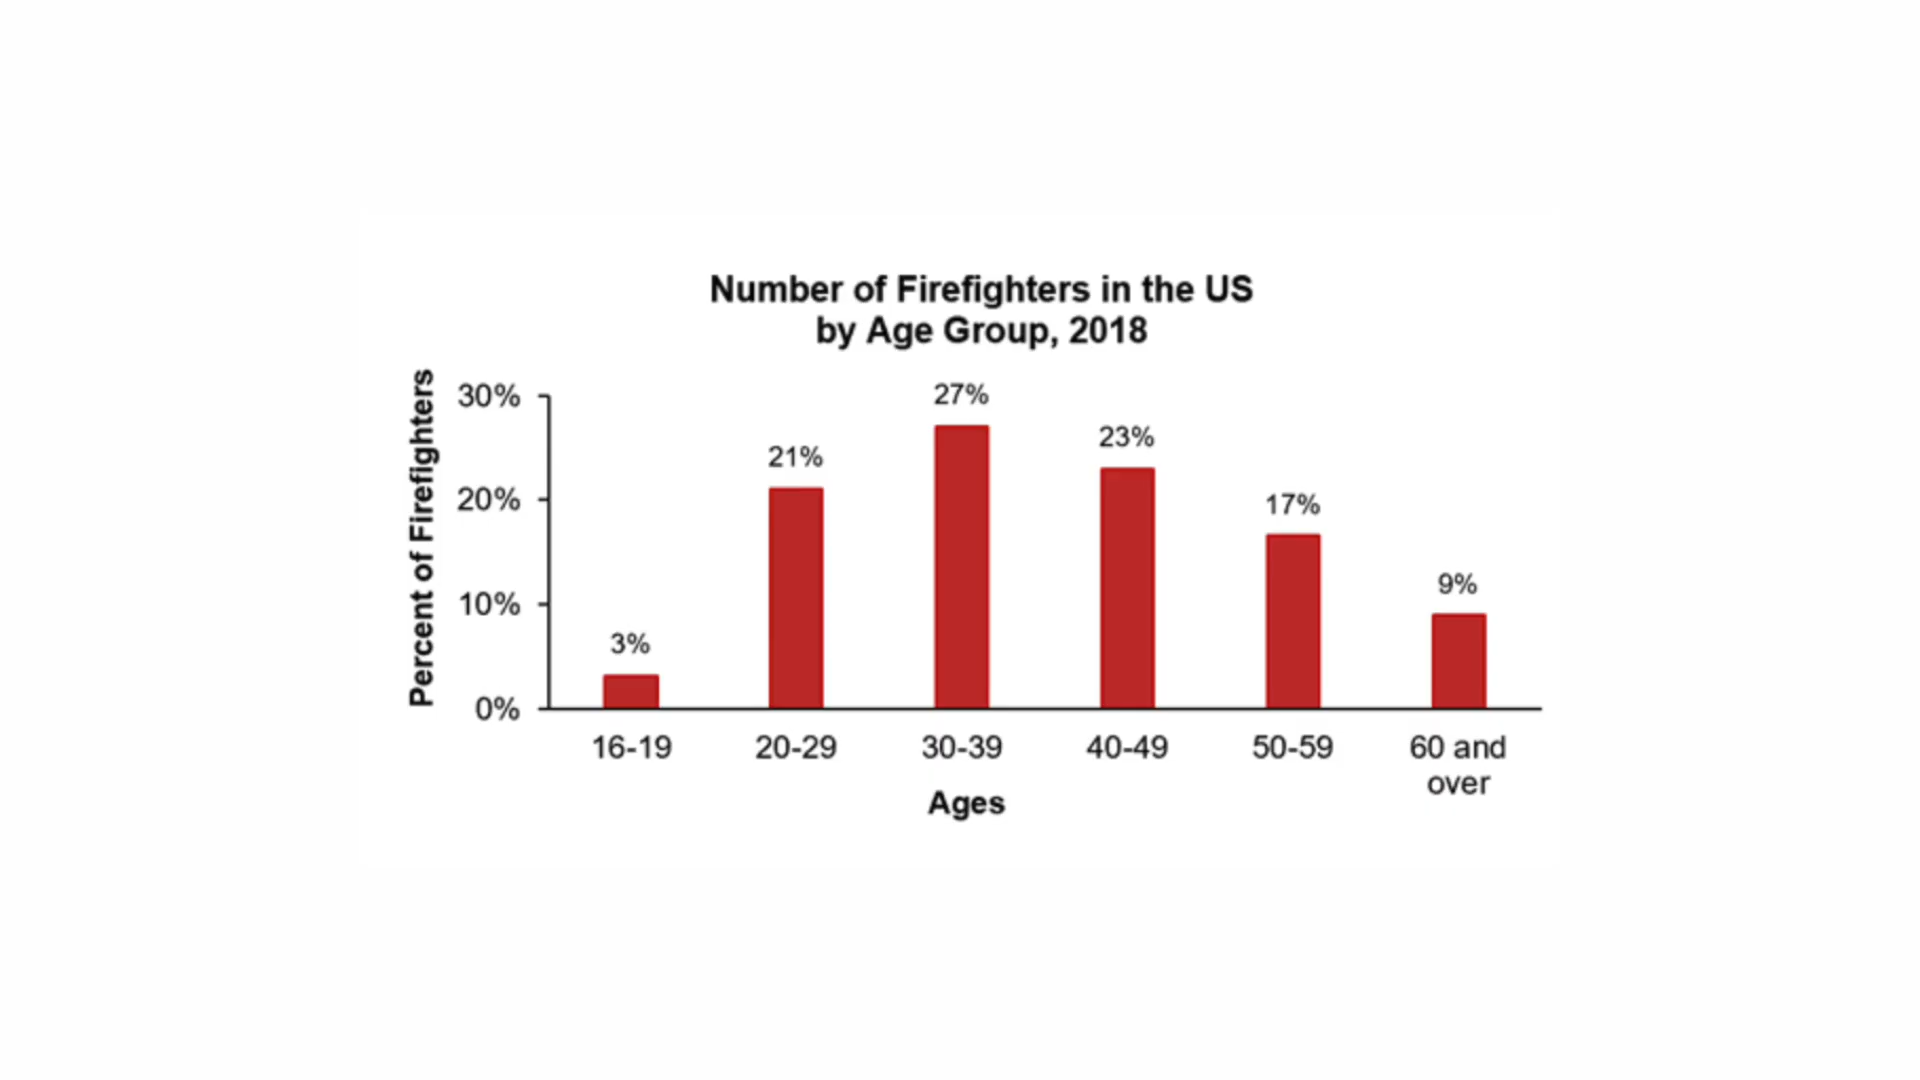 Number of Firefighters in the US
by Age Group, 2018
Percent of Firefighters
30%
20%
10%
0%
3%
21%
27%
23%
17%
9%
16-19
20-29
30-39
40-49
50-59
60 and
over
Ages